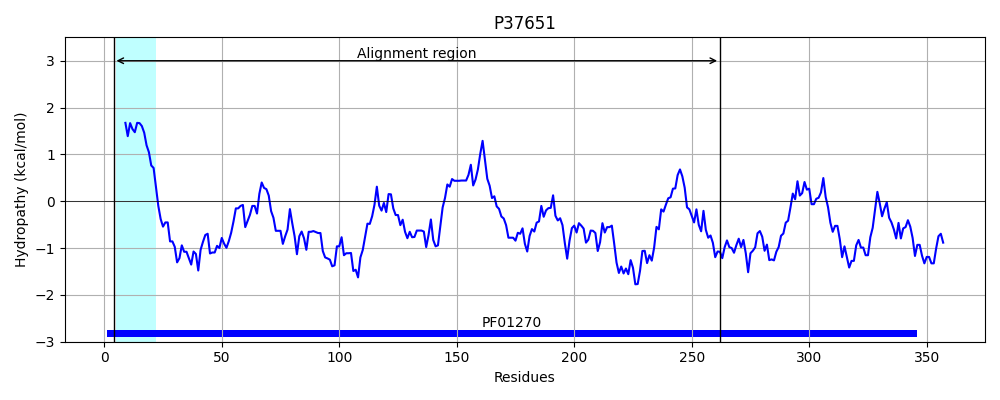 P37651
Alignment region
3
2
1
0
−1
−2
−3
Hydropathy (kcal/mol)
PF01270
0 50 100 150 200 250 300 350
Residues